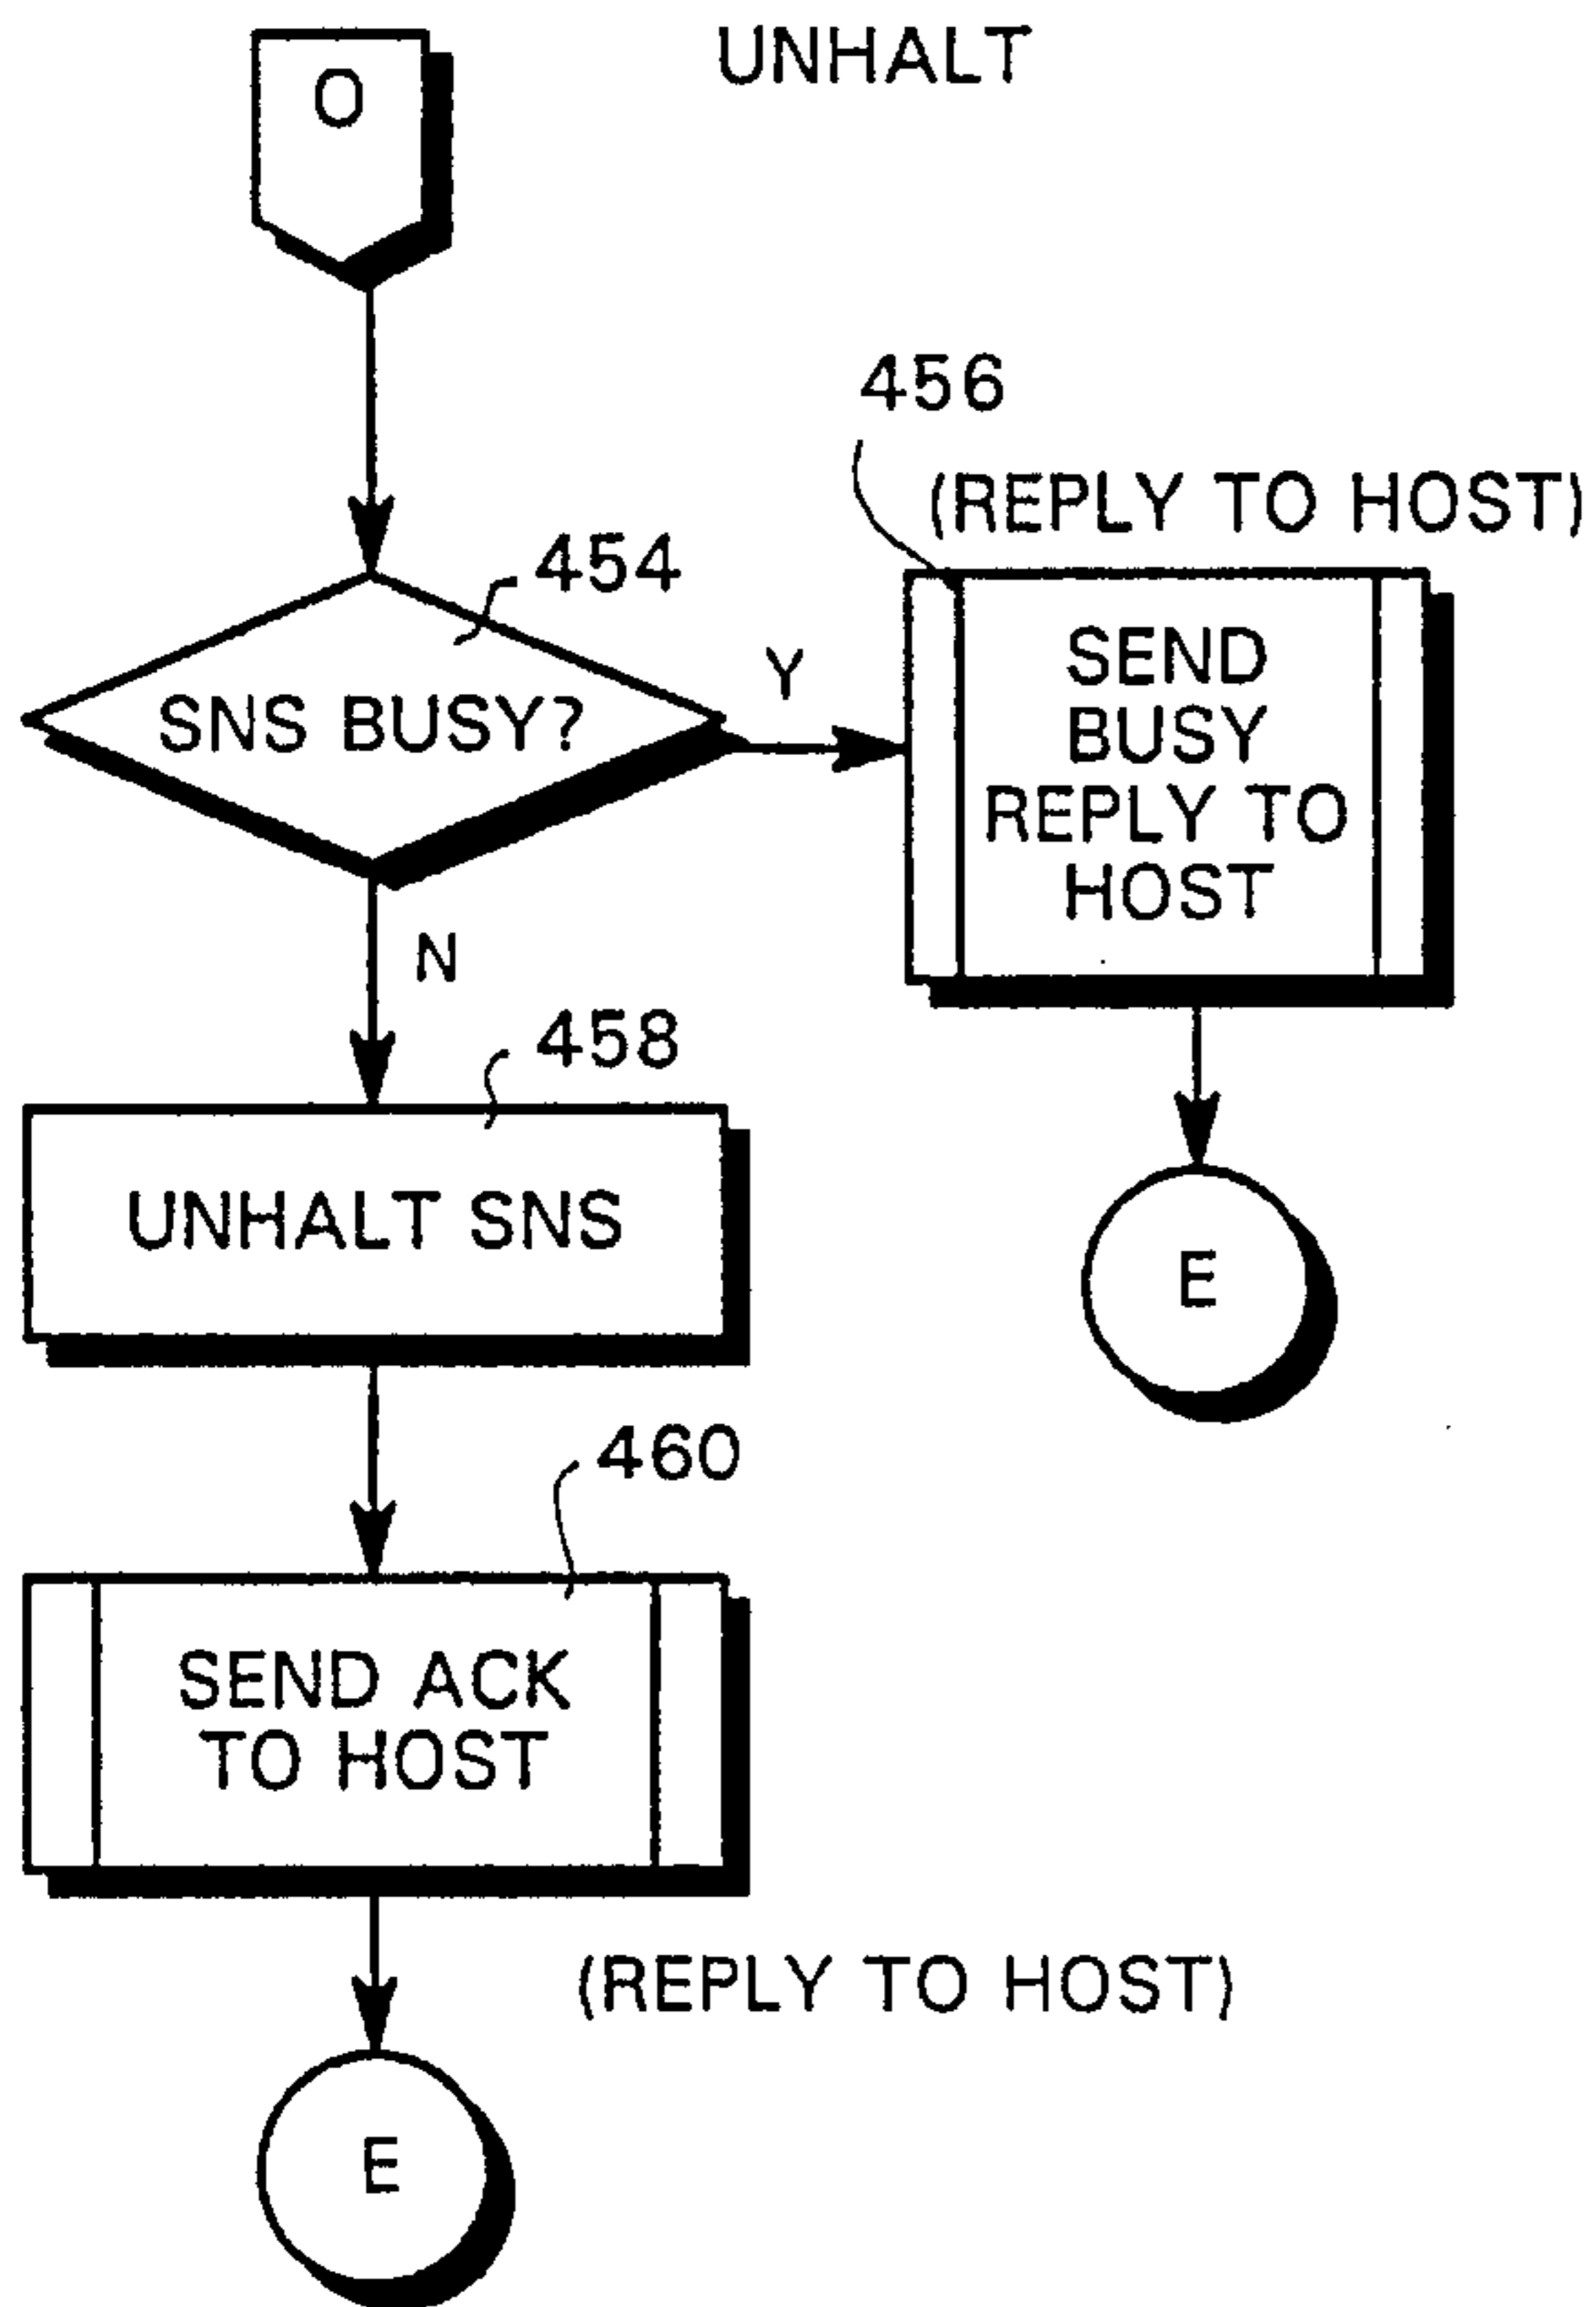 UNHALT
O
456
(REPLY TO HOST)
454
SNS BUSY?
Y
SEND
BUSY
REPLY TO
HOST
N
458
UNHALT SNS
E
460
SEND ACK
TO HOST
(REPLY TO HOST)
E